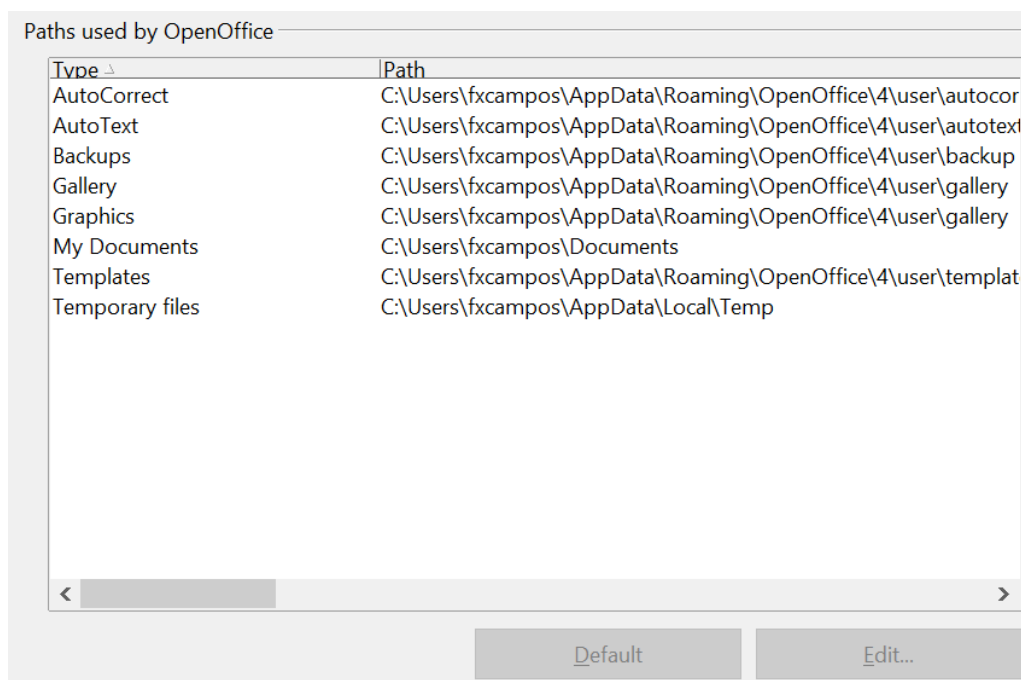 Paths used by OpenOffice
Type Path
AutoCorrect C:\Users\fxcampos\AppData\Roaming\OpenOffice\4\user\autocor
AutoText C:\Users\fxcampos\AppData\Roaming\OpenOffice\4\user\autotext
Backups C:\Users\fxcampos\AppData\Roaming\OpenOffice\4\user\backup
Gallery C:\Users\fxcampos\AppData\Roaming\OpenOffice\4\user\gallery
Graphics C:\Users\fxcampos\AppData\Roaming\OpenOffice\4\user\gallery
My Documents C:\Users\fxcampos\Documents
Templates C:\Users\fxcampos\AppData\Roaming\OpenOffice\4\user\templat
Temporary files C:\Users\fxcampos\AppData\Local\Temp
Default Edit...